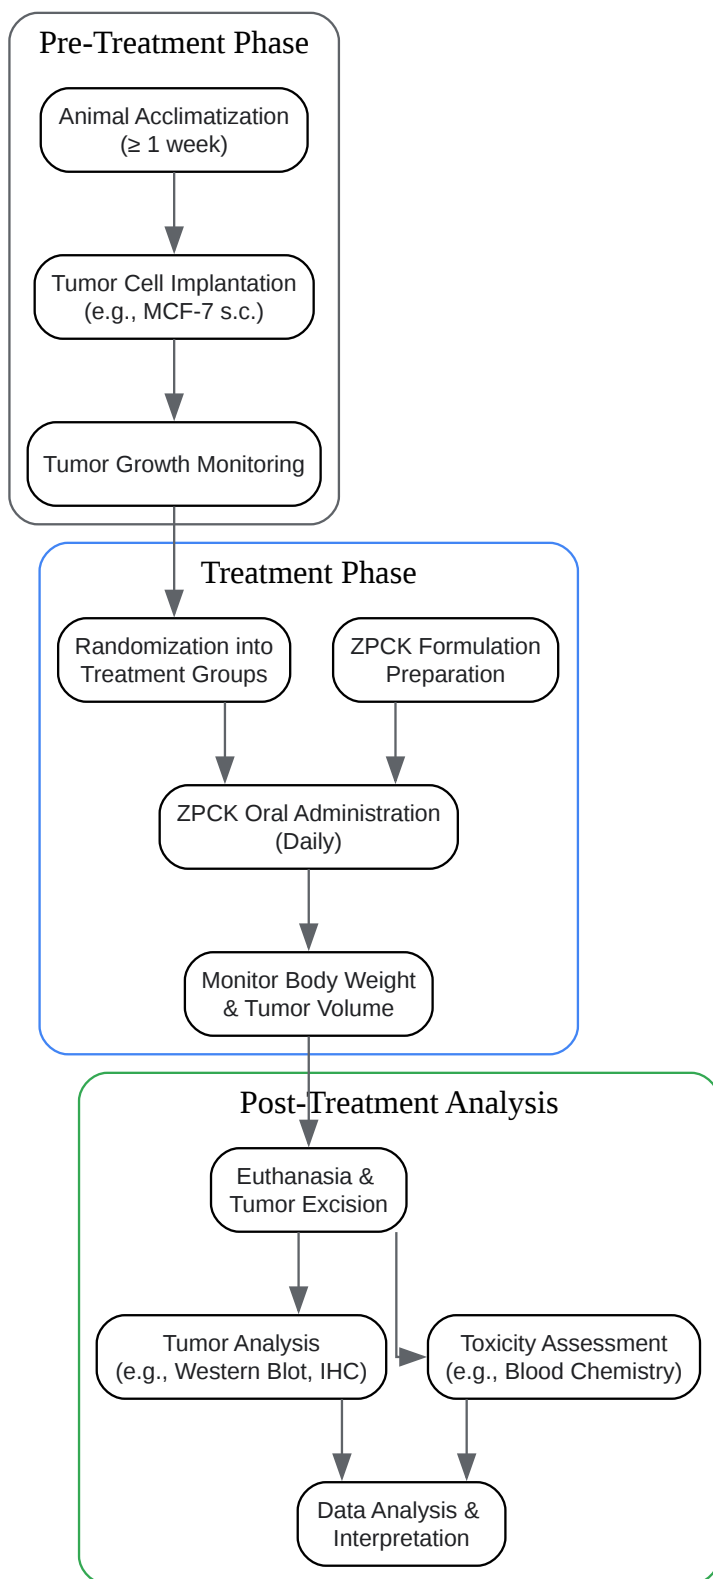 Pre-Treatment Phase
Animal Acclimatization
(≥ 1 week)
Tumor Cell Implantation
(e.g., MCF-7 s.c.)
Tumor Growth Monitoring
Treatment Phase
Randomization into
Treatment Groups
ZPCK Formulation
Preparation
ZPCK Oral Administration
(Daily)
Monitor Body Weight
& Tumor Volume
Post-Treatment Analysis
Euthanasia &
Tumor Excision
Tumor Analysis
(e.g., Western Blot, IHC)
Toxicity Assessment
(e.g., Blood Chemistry)
Data Analysis &
Interpretation